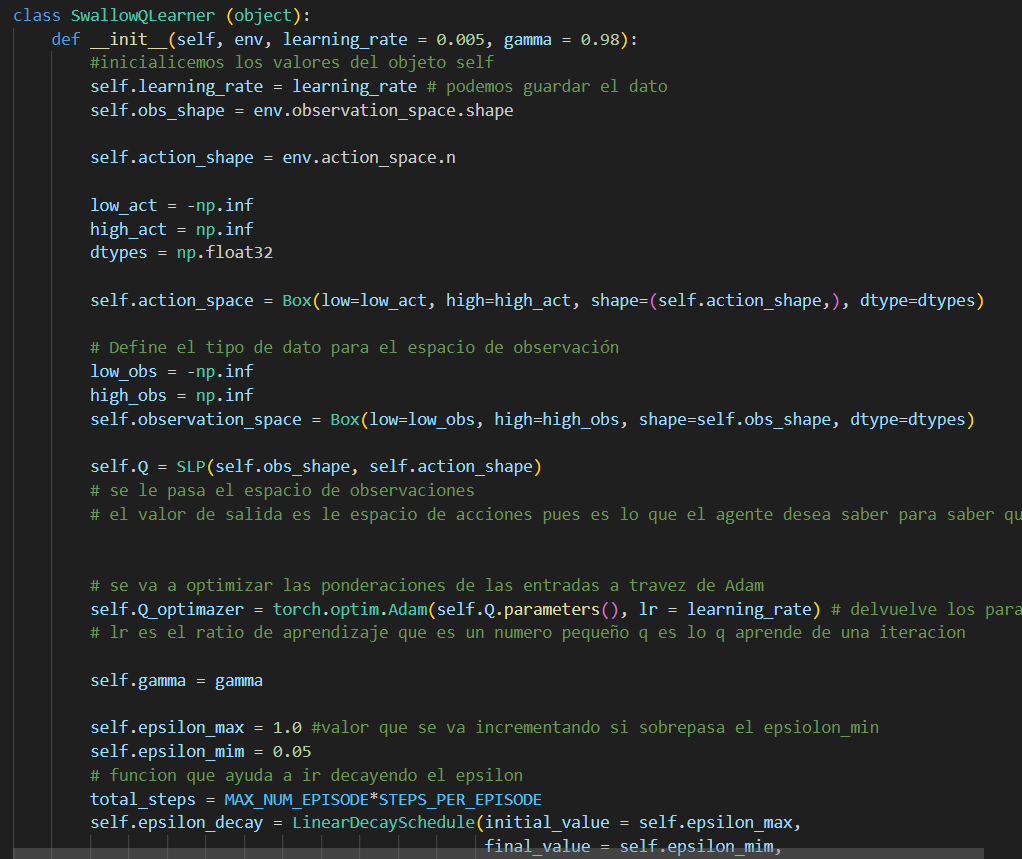 class SwallowQLearner (object):
    def __init__(self, env, learning_rate = 0.005, gamma = 0.98):
        #inicialicemos los valores del objeto self
        self.learning_rate = learning_rate # podemos guardar el dato
        self.obs_shape = env.observation_space.shape
        self.action_shape = env.action_space.n
        low_act = -np.inf
        high_act = np.inf
        dtypes = np.float32
        self.action_space = Box(low=low_act, high=high_act, shape=(self.action_shape,), dtype=dtypes)
        # Define el tipo de dato para el espacio de observación
        low_obs = -np.inf
        high_obs = np.inf
        self.observation_space = Box(low=low_obs, high=high_obs, shape=self.obs_shape, dtype=dtypes)
        self.Q = SLP(self.obs_shape, self.action_shape)
        # se le pasa el espacio de observaciones
        # el valor de salida es le espacio de acciones pues es lo que el agente desea saber para saber qu
        # se va a optimizar las ponderaciones de las entradas a travez de Adam
        self.Q_optimazer = torch.optim.Adam(self.Q.parameters(), lr = learning_rate) # delvuelve los para
        # lr es el ratio de aprendizaje que es un numero pequeño q es lo q aprende de una iteracion
        self.gamma = gamma
        self.epsilon_max = 1.0 #valor que se va incrementando si sobrepasa el epsiolon_min
        self.epsilon_mim = 0.05
        # funcion que ayuda a ir decayendo el epsilon
        total_steps = MAX_NUM_EPISODE*STEPS_PER_EPISODE
        self.epsilon_decay = LinearDecaySchedule(initial_value = self.epsilon_max,
                                                 final_value = self.epsilon_mim,